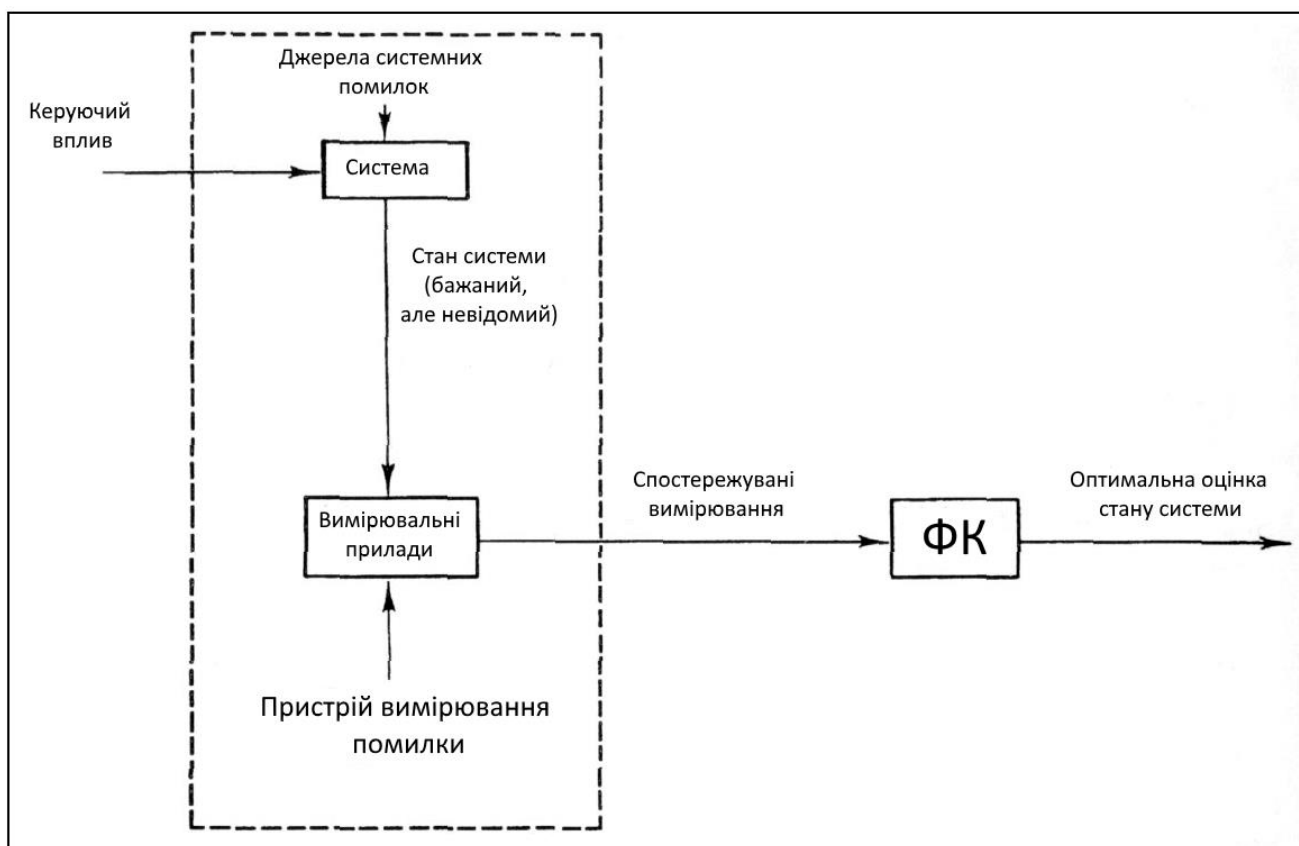 Джерела системних
помилок
Керуючий
вплив
Система
Стан системи
(бажаний,
але невідомий)
Вимірювальні
прилади
Спостережувані
вимірювання
ФК
Оптимальна оцінка
стану системи
Пристрій вимірювання
помилки